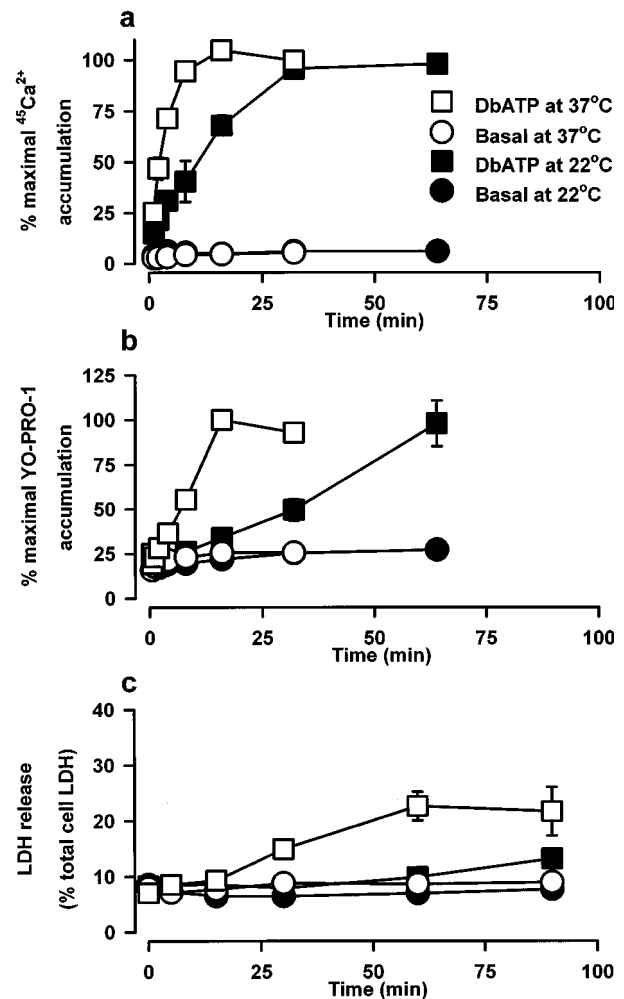 a
% maximal ⁴⁵Ca²⁺
accumulation
100
75
50
25
0
DbATP at 37°C
Basal at 37°C
DbATP at 22°C
Basal at 22°C
0 25 50 75 100
Time (min)
b
% maximal YO-PRO-1
accumulation
125
100
75
50
25
0
0 25 50 75 100
Time (min)
c
LDH release
(% total cell LDH)
40
30
20
10
0
0 25 50 75 100
Time (min)